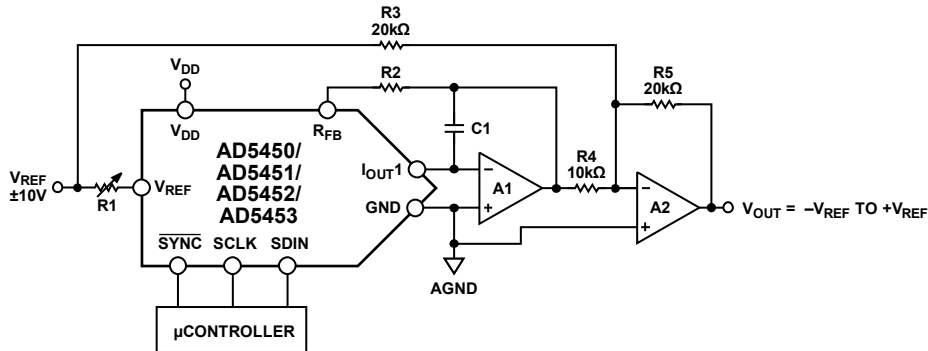 R3
20kΩ
VDD
R2
R5
20kΩ
VDD
RFB
C1
AD5450/
AD5451/
AD5452/
AD5453
R4
10kΩ
VREF
±10V
R1
VREF
IOUT1
GND
–
A1
+
–
A2
+
VOUT = –VREF TO +VREF
SYNC SCLK SDIN
AGND
µCONTROLLER